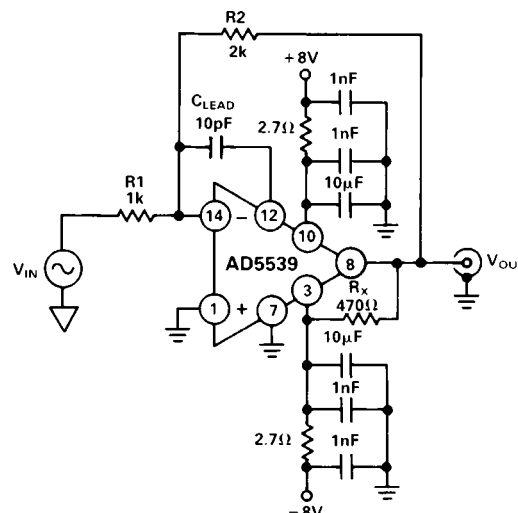 R2
2k
+8V
1nF
CLEAD
10pF
2.7Ω
1nF
10μF
R1
1k
14
−
12
10
VIN
AD5539
8
VOU
RX
1
+
7
3
470Ω
10μF
1nF
2.7Ω
1nF
−8V